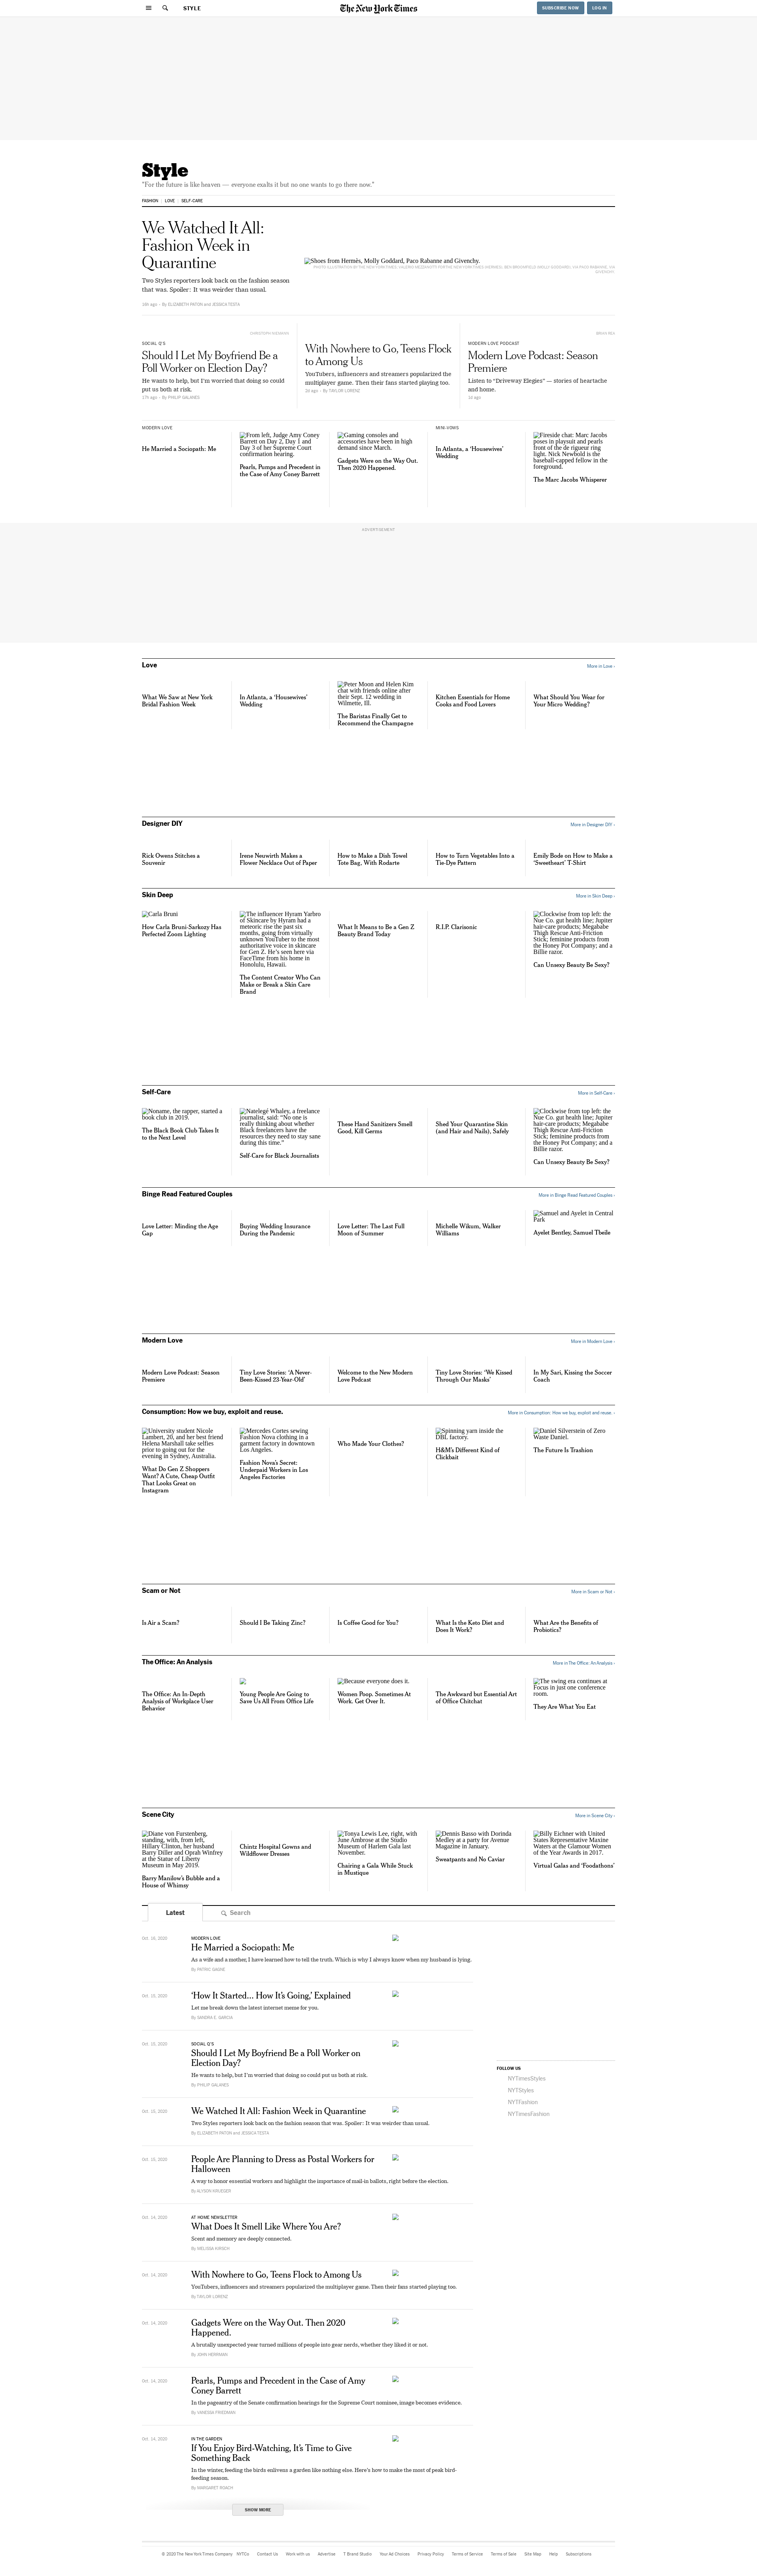 STYLE
The New York Times
SUBSCRIBE NOW
LOG IN
Style
"For the future is like heaven — everyone exalts it but no one wants to go there now."
FASHION
LOVE
SELF-CARE
We Watched It All:
Fashion Week in
Quarantine
Two Styles reporters look back on the fashion season
that was. Spoiler: It was weirder than usual.
By ELIZABETH PATON and JESSICA TESTA
Shoes from Hermès, Molly Goddard, Paco Rabanne and Givenchy.
SOCIAL Q'S
Should I Let My Boyfriend Be a
Poll Worker on Election Day?
He wants to help, but I'm worried that doing so could
put us both at risk.
17h ago · By PHILIP GALANES
With Nowhere to Go, Teens Flock
to Among Us
YouTubers, influencers and streamers popularized the
multiplayer game. Then their fans started playing too.
2d ago · By TAYLOR LORENZ
MODERN LOVE PODCAST
Modern Love Podcast: Season
Premiere
Listen to "Driveway Elegies" — stories of heartache
and home.
MODERN LOVE
He Married a Sociopath: Me
From left, Judge Amy Coney
Barrett on Day 2, Day 1 and
Day 3 of her Supreme Court
confirmation hearing.
Pearls, Pumps and Precedent in
the Case of Amy Coney Barrett
Gaming consoles and
accessories have been in high
demand since March.
Gadgets Were on the Way Out.
Then 2020 Happened.
MINI-VOWS
In Atlanta, a 'Housewives'
Wedding
Fireside chat: Marc Jacobs
poses in playsuit and pearls
front of the de rigueur ring
light. Nick Newbold is the
baseball-capped fellow in the
foreground.
The Marc Jacobs Whisperer
ADVERTISEMENT
Love
More in Love ›
What We Saw at New York
Bridal Fashion Week
In Atlanta, a 'Housewives'
Wedding
Peter Moon and Helen Kim
chat with friends online after
their Sept. 12 wedding in
Wilmette, Ill.
The Baristas Finally Get to
Recommend the Champagne
Kitchen Essentials for Home
Cooks and Food Lovers
What Should You Wear for
Your Micro Wedding?
Designer DIY
More in Designer DIY ›
Rick Owens Stitches a
Souvenir
Irene Neuwirth Makes a
Flower Necklace Out of Paper
How to Make a Dish Towel
Tote Bag, With Rodarte
How to Turn Vegetables Into a
Tie-Dye Pattern
Emily Bode on How to Make a
'Sweetheart' T-Shirt
Skin Deep
More in Skin Deep ›
Carla Bruni
How Carla Bruni-Sarkozy Has
Perfected Zoom Lighting
The influencer Hyram Yarbro
of Skincare by Hyram had a
meteoric rise the past six
months, going from virtually
unknown YouTuber to the most
authoritative voice in skincare
for Gen Z. He's seen here via
FaceTime from his home in
Honolulu, Hawaii.
The Content Creator Who Can
Make or Break a Skin Care
Brand
What It Means to Be a Gen Z
Beauty Brand Today
R.I.P. Clarisonic
Clockwise from top left: the
Nue Co. gut health line; Jupiter
hair-care products; Megababe
Thigh Rescue Anti-Friction
Stick; feminine products from
the Honey Pot Company; and a
Billie razor.
Can Unsexy Beauty Be Sexy?
Self-Care
More in Self-Care ›
Noname, the rapper, started a
book club in 2019.
The Black Book Club Takes It
to the Next Level
Natelegé Whaley, a freelance
journalist, said: "No one is
really thinking about whether
Black freelancers have the
resources they need to stay sane
during this time."
Self-Care for Black Journalists
These Hand Sanitizers Smell
Good, Kill Germs
Shed Your Quarantine Skin
(and Hair and Nails), Safely
Clockwise from top left: the
Nue Co. gut health line; Jupiter
hair-care products; Megababe
Thigh Rescue Anti-Friction
Stick; feminine products from
the Honey Pot Company; and a
Billie razor.
Can Unsexy Beauty Be Sexy?
Binge Read Featured Couples
More in Binge Read Featured Couples ›
Love Letter: Minding the Age
Gap
Buying Wedding Insurance
During the Pandemic
Love Letter: The Last Full
Moon of Summer
Michelle Wikum, Walker
Williams
Samuel and Ayelet in Central
Park
Ayelet Bentley, Samuel Tbeile
Modern Love
More in Modern Love ›
Modern Love Podcast: Season
Premiere
Tiny Love Stories: 'A Never-
Been-Kissed 23-Year-Old'
Welcome to the New Modern
Love Podcast
Tiny Love Stories: 'We Kissed
Through Our Masks'
In My Sari, Kissing the Soccer
Coach
Consumption: How we buy, exploit and reuse.
More in Consumption: How we buy, exploit and reuse. ›
University student Nicole
Lambert, 20, and her best friend
Helena Marshall take selfies
prior to going out for the
evening in Sydney, Australia.
What Do Gen Z Shoppers
Want? A Cute, Cheap Outfit
That Looks Great on
Instagram
Mercedes Cortes sewing
Fashion Nova clothing in a
garment factory in downtown
Los Angeles.
Fashion Nova's Secret:
Underpaid Workers in Los
Angeles Factories
Who Made Your Clothes?
Spinning yarn inside the
DBL factory.
H&M's Different Kind of
Clickbait
Daniel Silverstein of Zero
Waste Daniel.
The Future Is Trashion
Scam or Not
More in Scam or Not ›
Is Air a Scam?
Should I Be Taking Zinc?
Is Coffee Good for You?
What Is the Keto Diet and
Does It Work?
What Are the Benefits of
Probiotics?
The Office: An Analysis
More in The Office: An Analysis ›
The Office: An In-Depth
Analysis of Workplace User
Behavior
Young People Are Going to
Save Us All From Office Life
Because everyone does it.
Women Poop. Sometimes At
Work. Get Over It.
The Awkward but Essential Art
of Office Chitchat
The swing era continues at
Focus in just one conference
room.
They Are What You Eat
Scene City
More in Scene City ›
Diane von Furstenberg,
standing, with, from left,
Hillary Clinton, her husband
Barry Diller and Oprah Winfrey
at the Statue of Liberty
Museum in May 2019.
Barry Manilow's Bubble and a
House of Whimsy
Chintz Hospital Gowns and
Wildflower Dresses
Tonya Lewis Lee, right, with
June Ambrose at the Studio
Museum of Harlem Gala last
November.
Chairing a Gala While Stuck
in Mustique
Dennis Basso with Dorinda
Medley at a party for Avenue
Magazine in January.
Sweatpants and No Caviar
Billy Eichner with United
States Representative Maxine
Waters at the Glamour Women
of the Year Awards in 2017.
Virtual Galas and 'Foodathons'
Latest
Search
MODERN LOVE
He Married a Sociopath: Me
As a wife and a mother, I have learned how to tell the truth. Which is why I always know when my husband is lying.
By PATRIC GAGNE
'How It Started... How It's Going,' Explained
Let me break down the latest internet meme for you.
By SANDRA E. GARCIA
SOCIAL Q'S
Should I Let My Boyfriend Be a Poll Worker on
Election Day?
He wants to help, but I'm worried that doing so could put us both at risk.
By PHILIP GALANES
We Watched It All: Fashion Week in Quarantine
Two Styles reporters look back on the fashion season that was. Spoiler: It was weirder than usual.
By ELIZABETH PATON and JESSICA TESTA
People Are Planning to Dress as Postal Workers for
Halloween
A way to honor essential workers and highlight the importance of mail-in ballots, right before the election.
By ALYSON KRUEGER
Oct. 14, 2020
AT HOME NEWSLETTER
What Does It Smell Like Where You Are?
Scent and memory are deeply connected.
By MELISSA KIRSCH
Oct. 14, 2020
With Nowhere to Go, Teens Flock to Among Us
YouTubers, influencers and streamers popularized the multiplayer game. Then their fans started playing too.
By TAYLOR LORENZ
Oct. 14, 2020
Gadgets Were on the Way Out. Then 2020
Happened.
A brutally unexpected year turned millions of people into gear nerds, whether they liked it or not.
By JOHN HERRMAN
Oct. 14, 2020
Pearls, Pumps and Precedent in the Case of Amy
Coney Barrett
In the pageantry of the Senate confirmation hearings for the Supreme Court nominee, image becomes evidence.
By VANESSA FRIEDMAN
Oct. 14, 2020
IN THE GARDEN
If You Enjoy Bird-Watching, It's Time to Give
Something Back
In the winter, feeding the birds enlivens a garden like nothing else. Here's how to make the most of peak bird-
feeding season.
By MARGARET ROACH
SHOW MORE
FOLLOW US
NYTimesStyles
NYTStyles
NYTFashion
NYTimesFashion
© 2020 The New York Times Company
NYTCo
Contact Us
Work with us
Advertise
T Brand Studio
Your Ad Choices
Privacy Policy
Terms of Service
Terms of Sale
Site Map
Help
Subscriptions